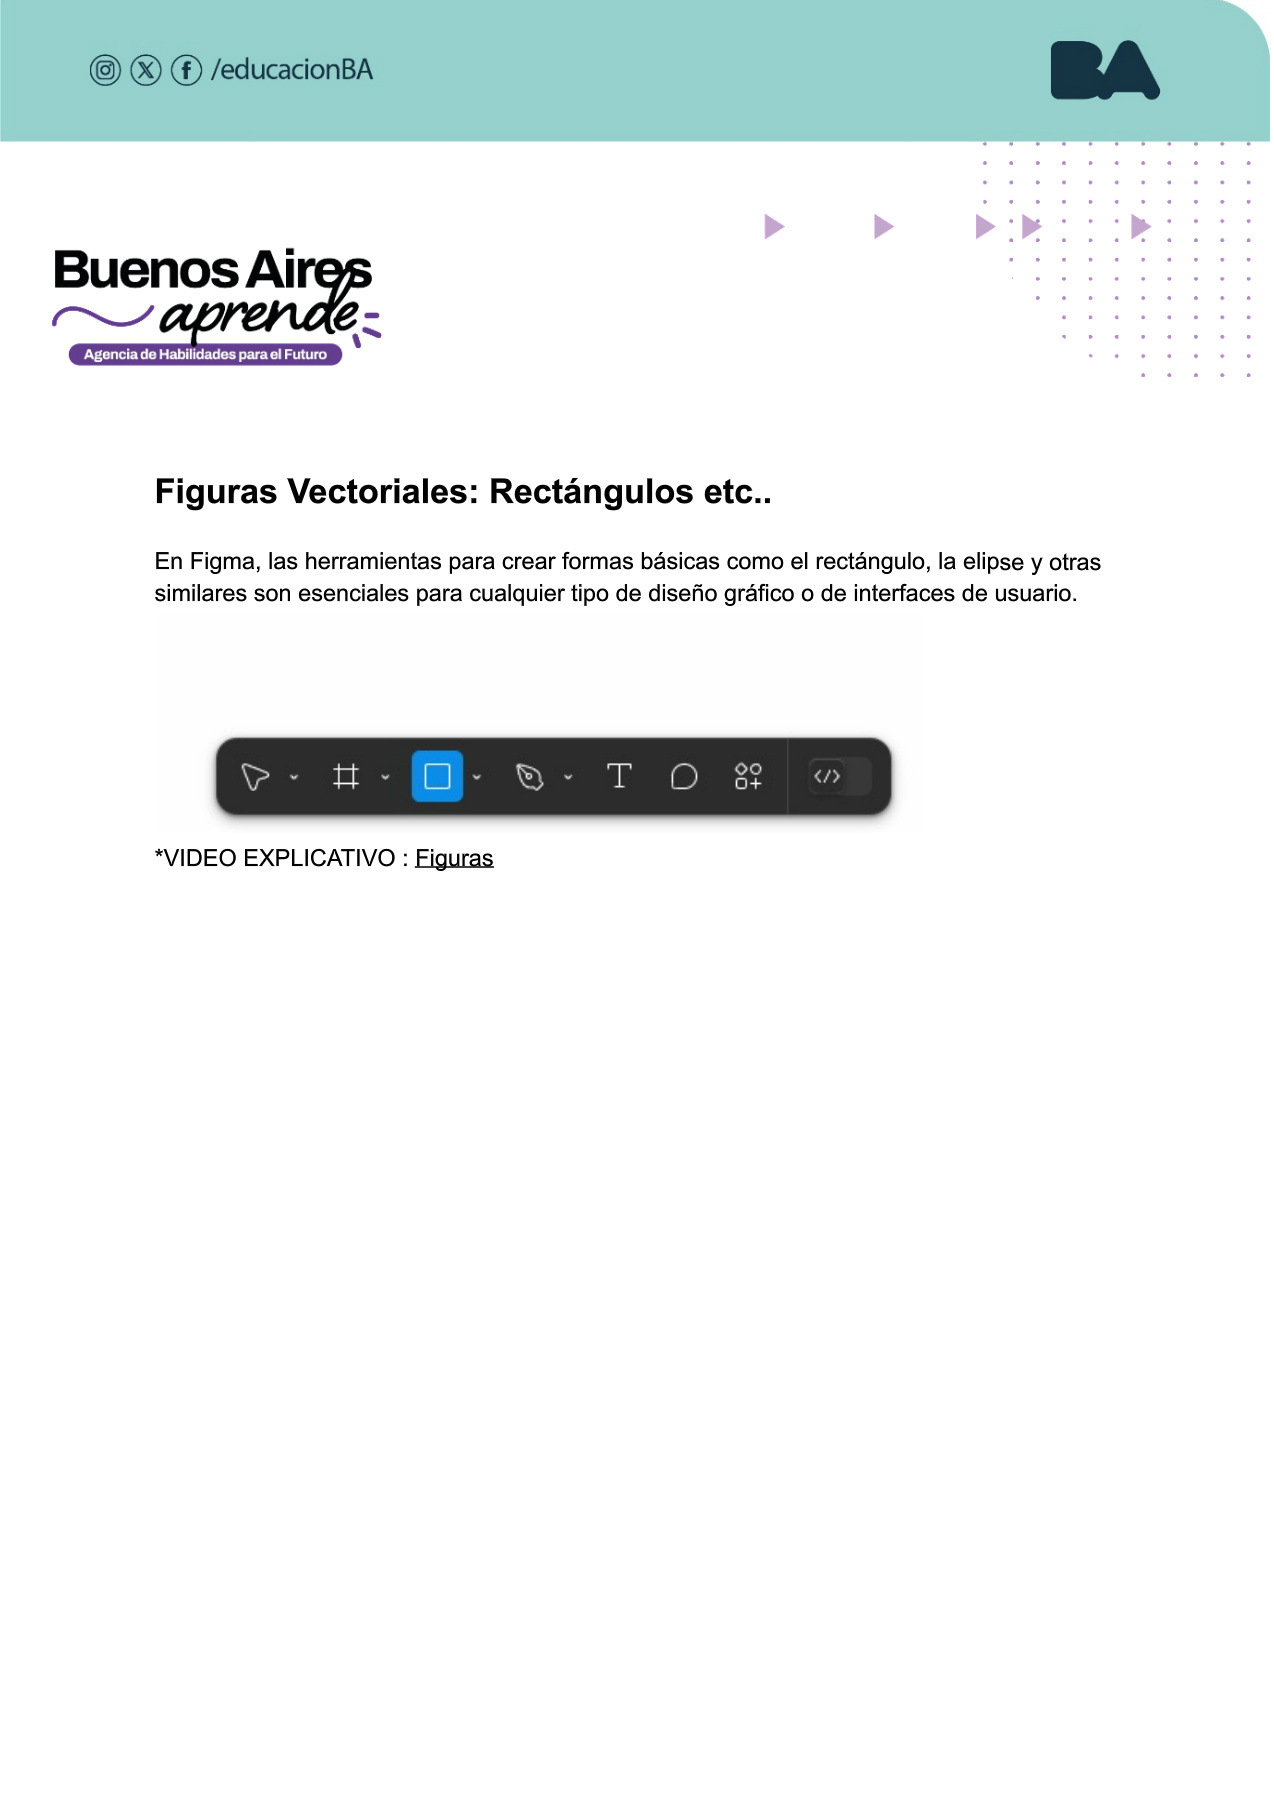 /educacionBA
BA
Buenos Aires
aprende
Agencia de Habilidades para el Futuro
Figuras Vectoriales: Rectángulos etc..
En Figma, las herramientas para crear formas básicas como el rectángulo, la elipse y otras
similares son esenciales para cualquier tipo de diseño gráfico o de interfaces de usuario.
*VIDEO EXPLICATIVO : Figuras